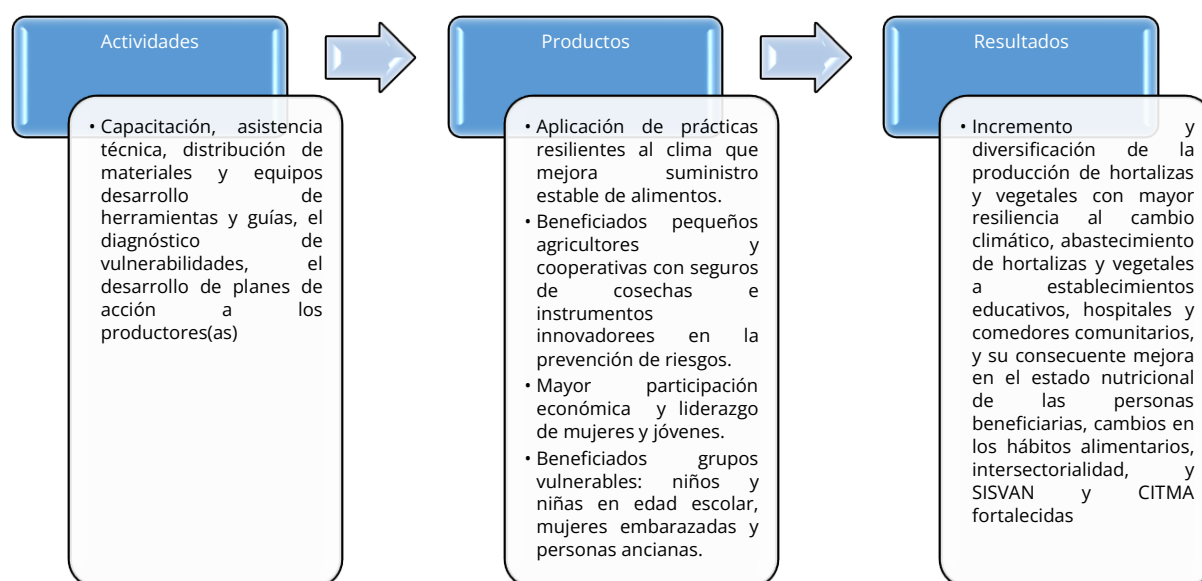 Actividades
• Capacitación, asistencia
técnica, distribución de
materiales y equipos
desarrollo de
herramientas y guías, el
diagnóstico de
vulnerabilidades, el
desarrollo de planes de
acción a los
productores(as)
Productos
• Aplicación de prácticas
resilientes al clima que
mejora suministro
estable de alimentos.
• Beneficiados pequeños
agricultores y
cooperativas con seguros
de cosechas e
instrumentos
innovadorees en la
prevención de riesgos.
• Mayor participación
económica y liderazgo
de mujeres y jóvenes.
• Beneficiados grupos
vulnerables: niños y
niñas en edad escolar,
mujeres embarazadas y
personas ancianas.
Resultados
• Incremento y
diversificación de la
producción de hortalizas
y vegetales con mayor
resiliencia al cambio
climático, abastecimiento
de hortalizas y vegetales
a establecimientos
educativos, hospitales y
comedores comunitarios,
y su consecuente mejora
en el estado nutricional
de las personas
beneficiarias, cambios en
los hábitos alimentarios,
intersectorialidad, y
SISVAN y CITMA
fortalecidas